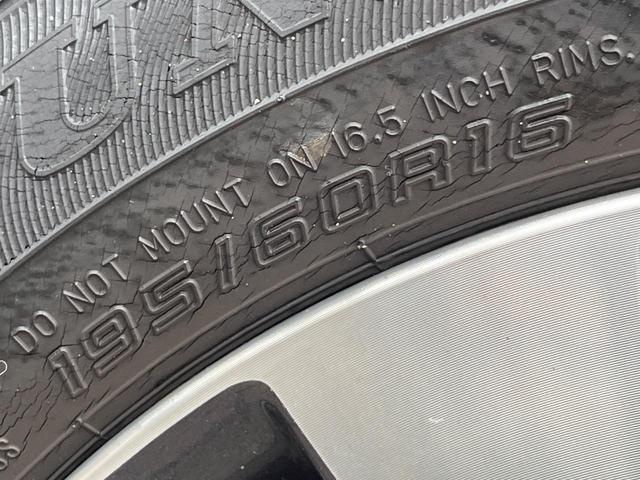 DO NOT MOUNT ON 16.5 INCH RIMS.
195/60R16